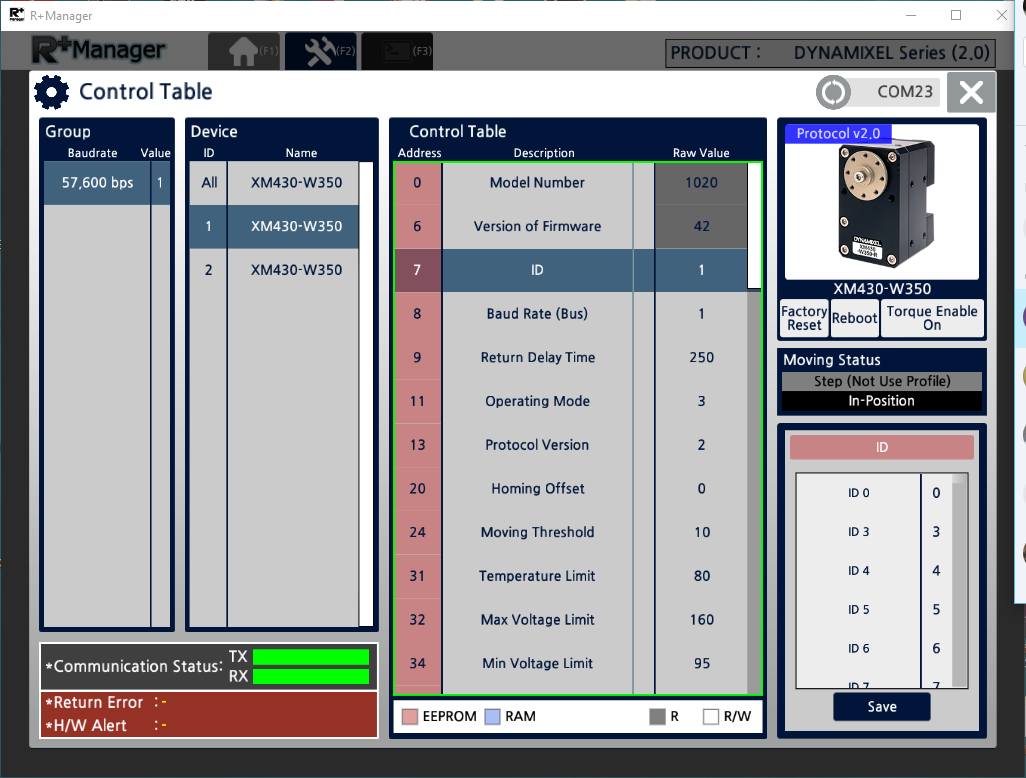 R+ Manager
R+Manager
(F1)
(F2)
(F3)
PRODUCT : DYNAMIXEL Series (2.0)
Control Table
COM23
Group
Baudrate Value
57,600 bps 1
Device
ID Name
All XM430-W350
1 XM430-W350
2 XM430-W350
Control Table
Address Description Raw Value
0 Model Number 1020
6 Version of Firmware 42
7 ID 1
8 Baud Rate (Bus) 1
9 Return Delay Time 250
11 Operating Mode 3
13 Protocol Version 2
20 Homing Offset 0
24 Moving Threshold 10
31 Temperature Limit 80
32 Max Voltage Limit 160
34 Min Voltage Limit 95
EEPROM RAM R R/W
*Communication Status: TX
RX
*Return Error :-
*H/W Alert :-
Protocol v2.0
DYNAMIXEL
XM430
-W350-R
XM430-W350
Factory Reset
Reboot
Torque Enable On
Moving Status
Step (Not Use Profile)
In-Position
ID
ID 0 0
ID 3 3
ID 4 4
ID 5 5
ID 6 6
ID 7 7
Save